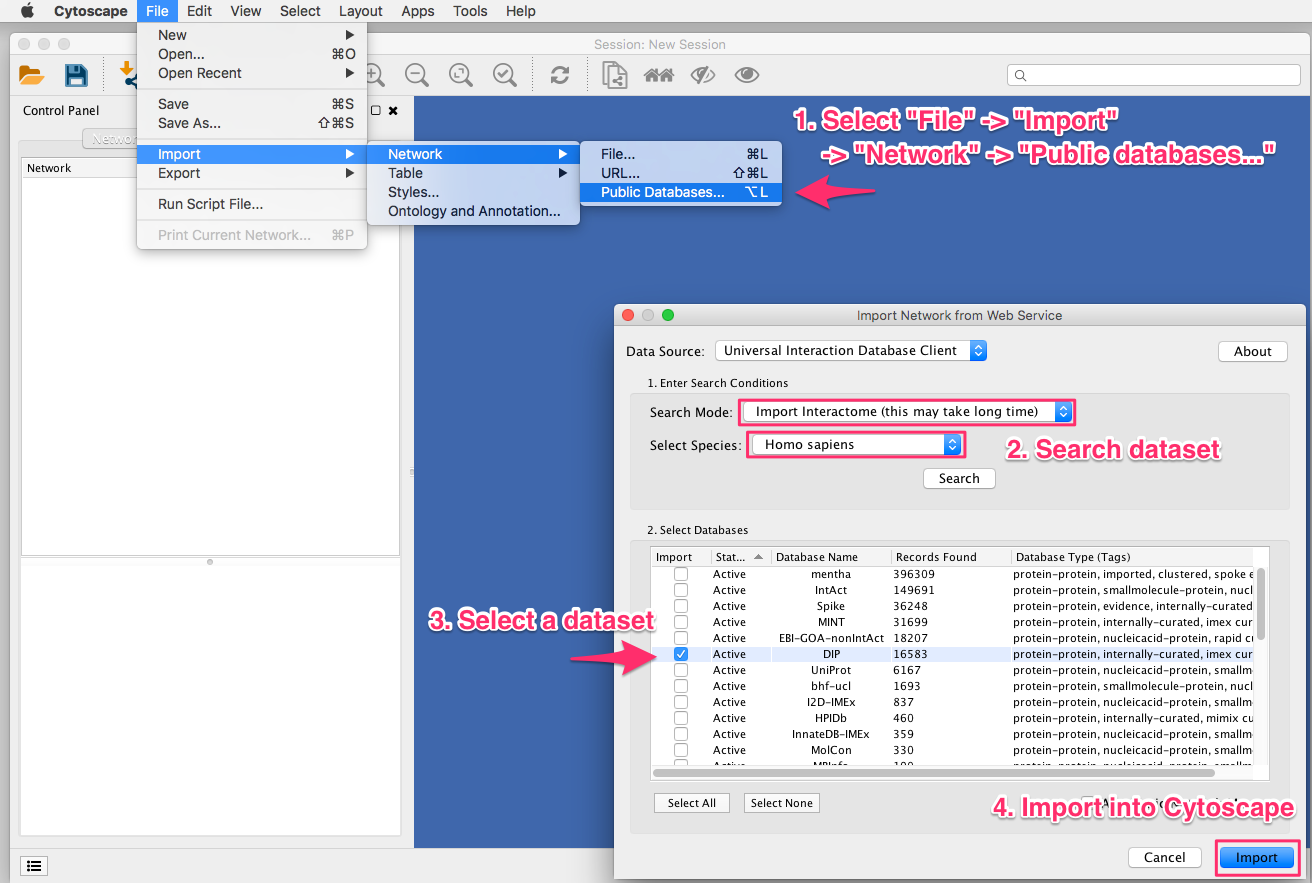 Cytoscape File Edit View Select Layout Apps Tools Help
Session: New Session
New
Open... ⌘O
Open Recent
Save ⌘S
Save As... ⇧⌘S
Import
Export
Run Script File...
Print Current Network... ⌘P
Network
Table
Styles...
Ontology and Annotation...
File... ⌘L
URL... ⇧⌘L
Public Databases... ⌥L
Control Panel
Network
1. Select "File" -> "Import"
-> "Network" -> "Public databases..."
Import Network from Web Service
Data Source: Universal Interaction Database Client About
1. Enter Search Conditions
Search Mode: Import Interactome (this may take long time)
Select Species: Homo sapiens
2. Search dataset
Search
2. Select Databases
Import Stat... Database Name Records Found Database Type (Tags)
Active mentha 396309 protein-protein, imported, clustered, spoke e
Active IntAct 149691 protein-protein, smallmolecule-protein, nucl
Active Spike 36248 protein-protein, evidence, internally-curated
Active MINT 31699 protein-protein, internally-curated, imex cur
Active EBI-GOA-nonIntAct 18207 protein-protein, nucleicacid-protein, rapid cu
Active DIP 16583 protein-protein, internally-curated, imex cur
Active UniProt 6167 protein-protein, nucleicacid-protein, smallm
Active bhf-ucl 1693 protein-protein, smallmolecule-protein, nucl
Active I2D-IMEx 837 protein-protein, nucleicacid-protein, smallm
Active HPIDb 460 protein-protein, internally-curated, mimix cu
Active InnateDB-IMEx 359 protein-protein, nucleicacid-protein, smallm
Active MolCon 330 protein-protein, nucleicacid-protein, smallm
3. Select a dataset
Select All Select None
4. Import into Cytoscape
Cancel Import